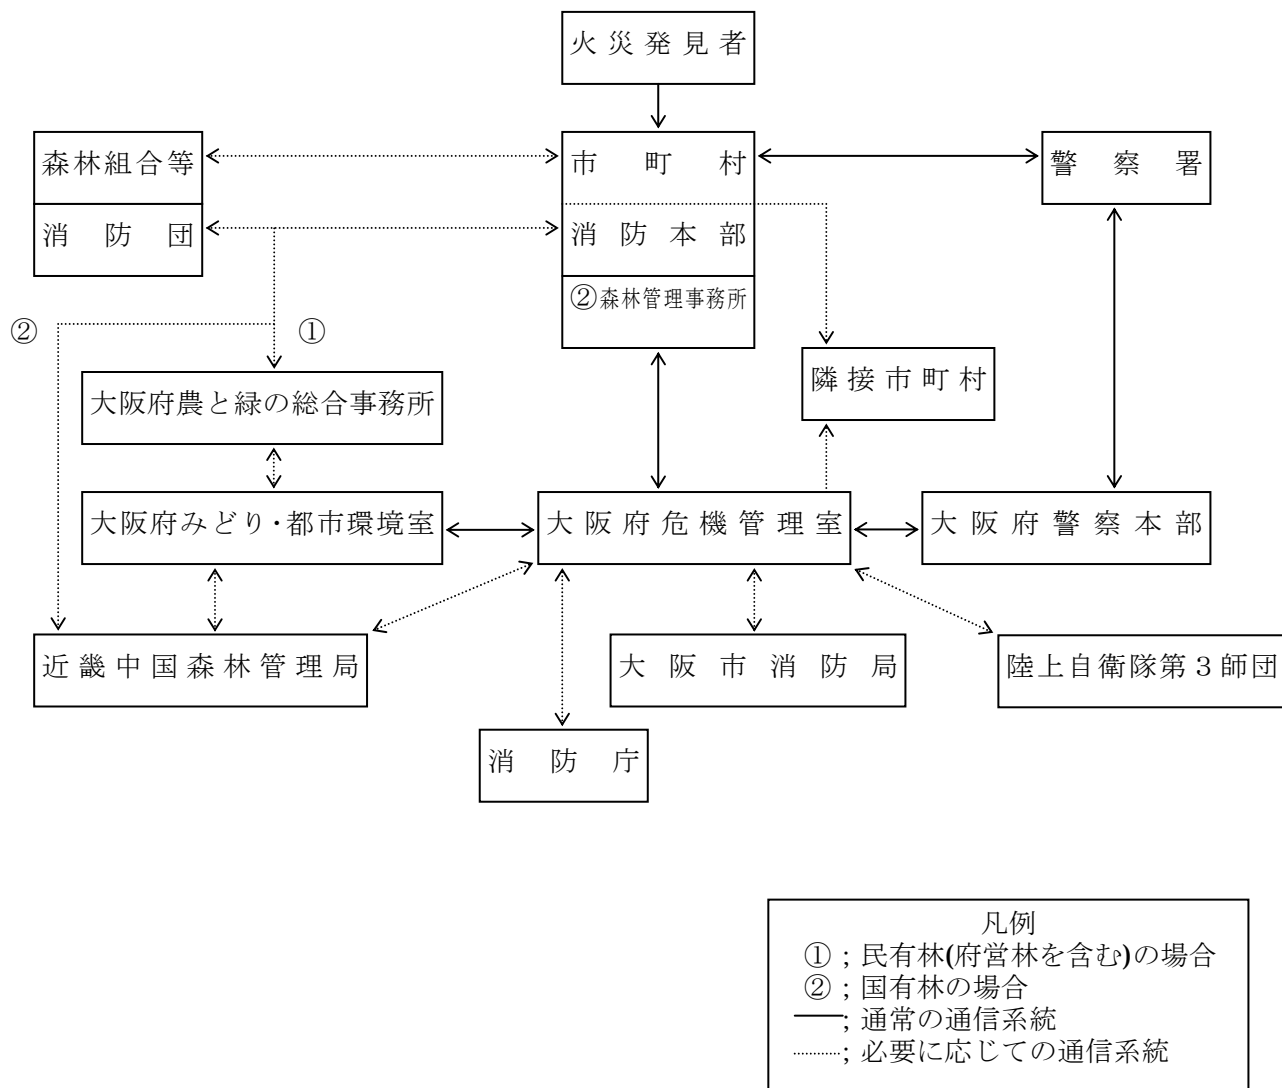 火災発見者
森林組合等
市町村
警察署
消防団
消防本部
②森林管理事務所
②
①
隣接市町村
大阪府農と緑の総合事務所
大阪府みどり・都市環境室
大阪府危機管理室
大阪府警察本部
近畿中国森林管理局
大阪市消防局
陸上自衛隊第３師団
消防庁
凡例
①；民有林(府営林を含む)の場合
②；国有林の場合
；通常の通信系統
；必要に応じての通信系統